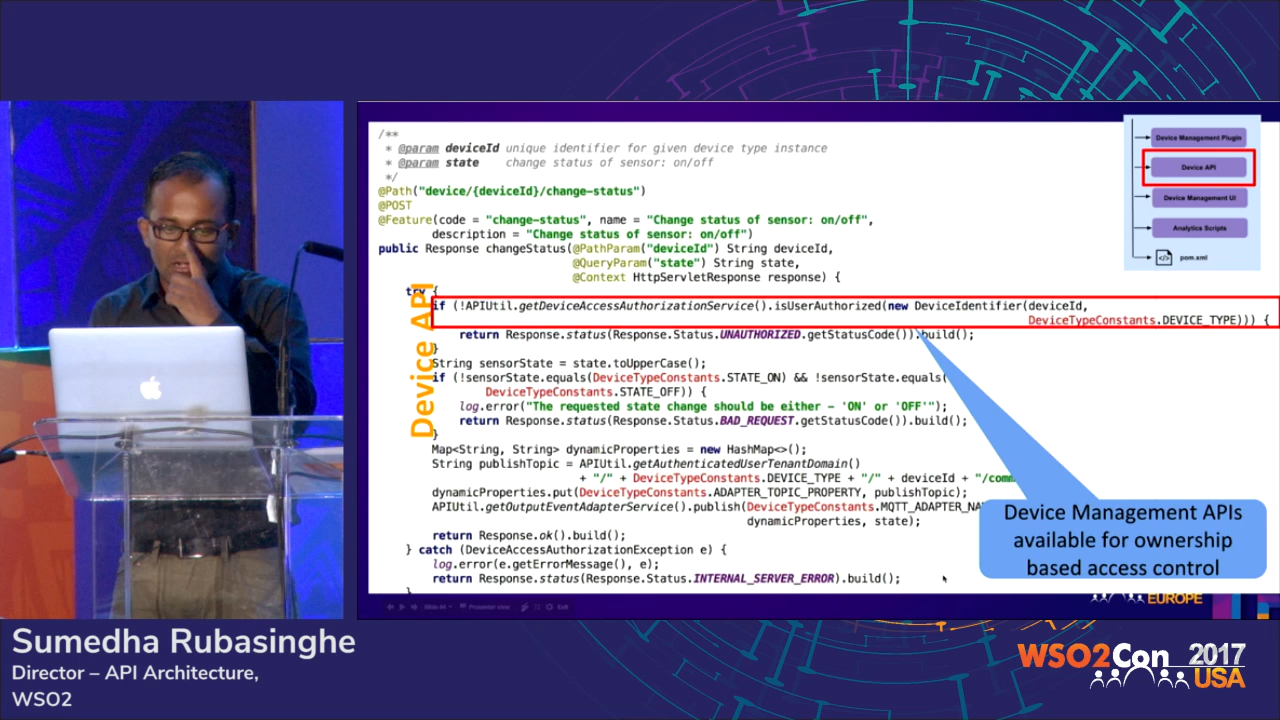 /**
* @param deviceId unique identifier for given device type instance
* @param state change status of sensor: on/off
*/
@Path("device/{deviceId}/change-status")
@POST
@Feature(code = "change-status", name = "Change status of sensor: on/off",
description = "Change status of sensor: on/off")
public Response changeStatus(@PathParam("deviceId") String deviceId,
@QueryParam("state") String state,
@Context HttpServletResponse response) {
try {
if (!APIUtil.getDeviceAccessAuthorizationService().isUserAuthorized(new DeviceIdentifier(deviceId,
DeviceTypeConstants.DEVICE_TYPE))) {
return Response.status(Response.Status.UNAUTHORIZED.getStatusCode()).build();
}
String sensorState = state.toUpperCase();
if (!sensorState.equals(DeviceTypeConstants.STATE_ON) && !sensorState.equals(
DeviceTypeConstants.STATE_OFF)) {
log.error("The requested state change should be either - 'ON' or 'OFF'");
return Response.status(Response.Status.BAD_REQUEST.getStatusCode()).build();
}
Map<String, String> dynamicProperties = new HashMap<>();
String publishTopic = APIUtil.getAuthenticatedUserTenantDomain()
+ "/" + DeviceTypeConstants.DEVICE_TYPE + "/" + deviceId + "/comm
dynamicProperties.put(DeviceTypeConstants.ADAPTER_TOPIC_PROPERTY, publishTopic);
APIUtil.getOutputEventAdapterService().publish(DeviceTypeConstants.MQTT_ADAPTER_NA
dynamicProperties, state);
return Response.ok().build();
} catch (DeviceAccessAuthorizationException e) {
log.error(e.getErrorMessage(), e);
return Response.status(Response.Status.INTERNAL_SERVER_ERROR).build();
}
Device API
Device Management Plugin
Device API
Device Management UI
Analytics Scripts
</> pom.xml
Device Management APIs
available for ownership
based access control
EUROPE
Slide 44
Presenter view
Exit
Sumedha Rubasinghe
Director – API Architecture,
WSO2
WSO2Con 2017
USA